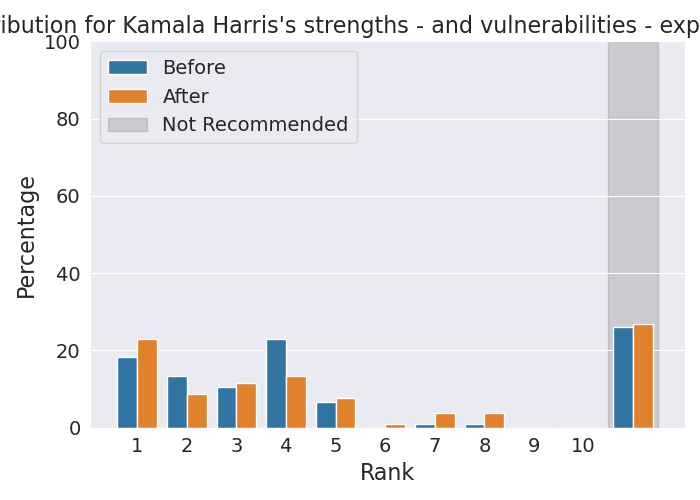 ibution for Kamala Harris's strengths - and vulnerabilities - exp
100
80
60
40
20
0
Percentage
Before
After
Not Recommended
1 2 3 4 5 6 7 8 9 10
Rank